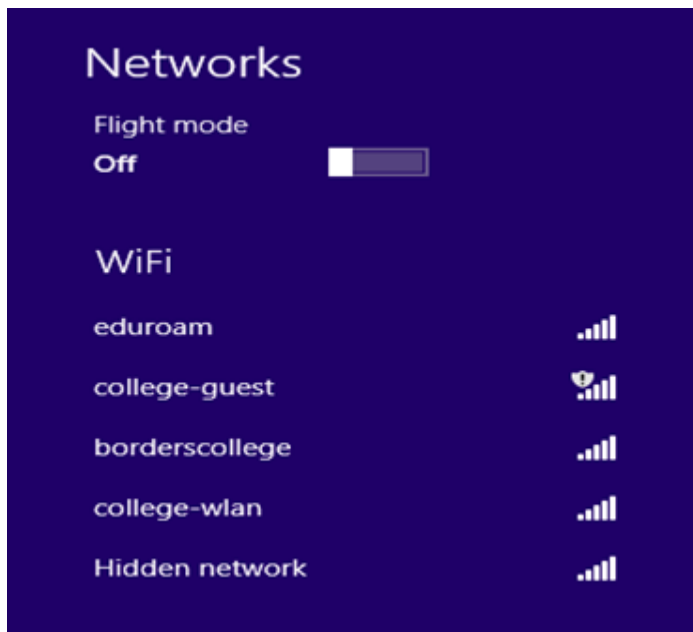 Networks
Flight mode
Off
WiFi
eduroam
college-guest
borderscollege
college-wlan
Hidden network